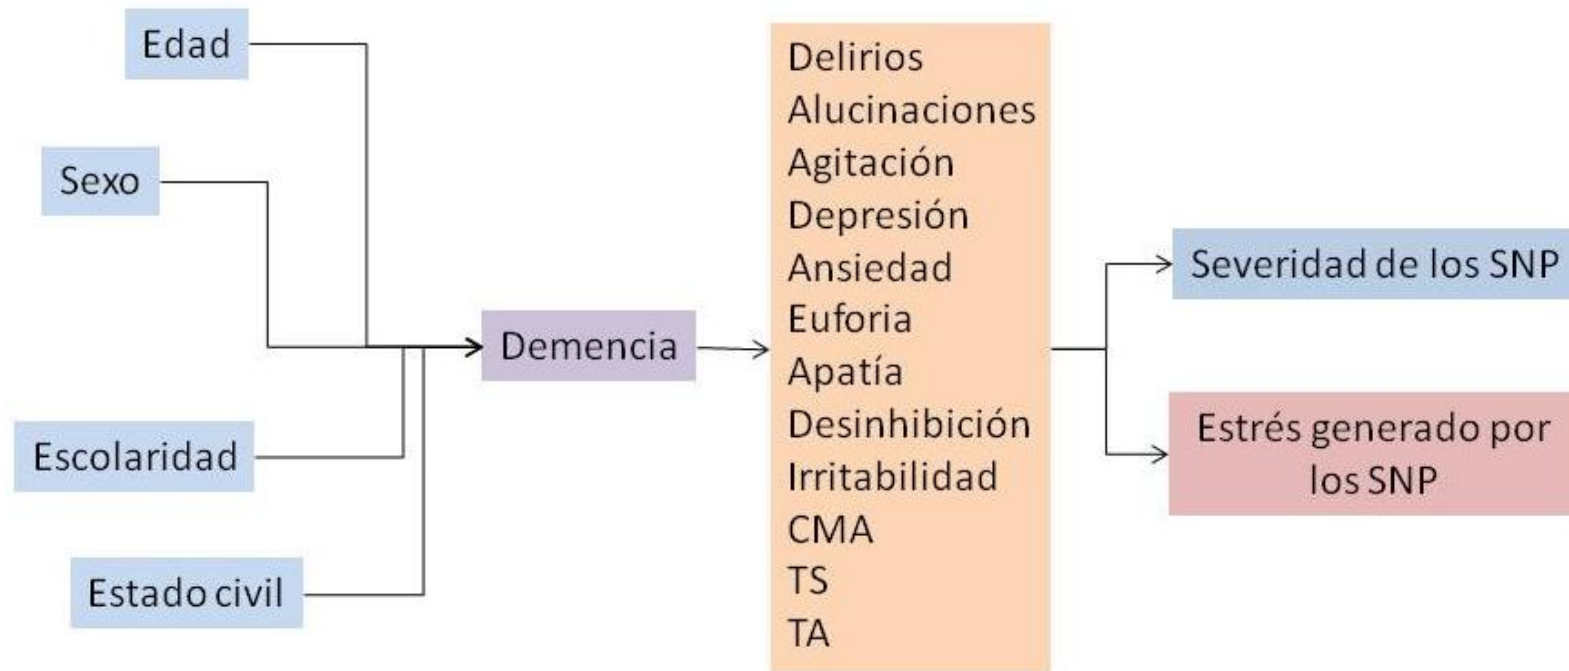 Edad
Sexo
Escolaridad
Estado civil
Demencia
Delirios
Alucinaciones
Agitación
Depresión
Ansiedad
Euforia
Apatía
Desinhibición
Irritabilidad
CMA
TS
TA
Severidad de los SNP
Estrés generado por
los SNP